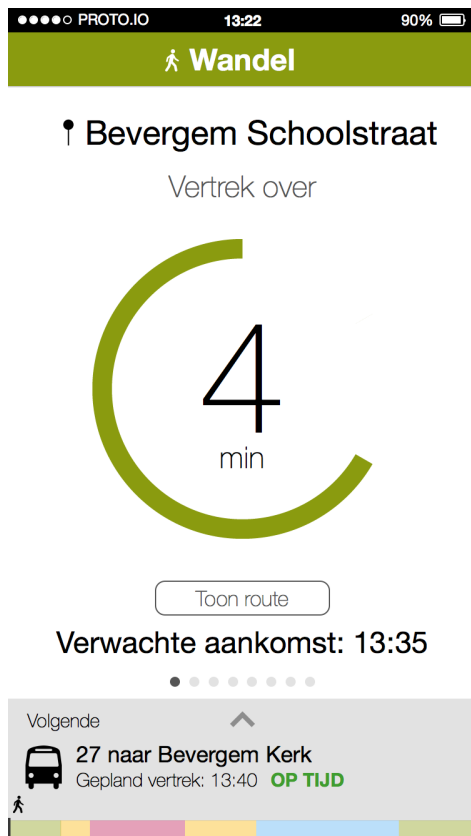 PROTO.IO 13:22 90%
Wandel
Bevergem Schoolstraat
Vertrek over
4
min
Toon route
Verwachte aankomst: 13:35
Volgende
27 naar Bevergem Kerk
Gepland vertrek: 13:40 OP TIJD